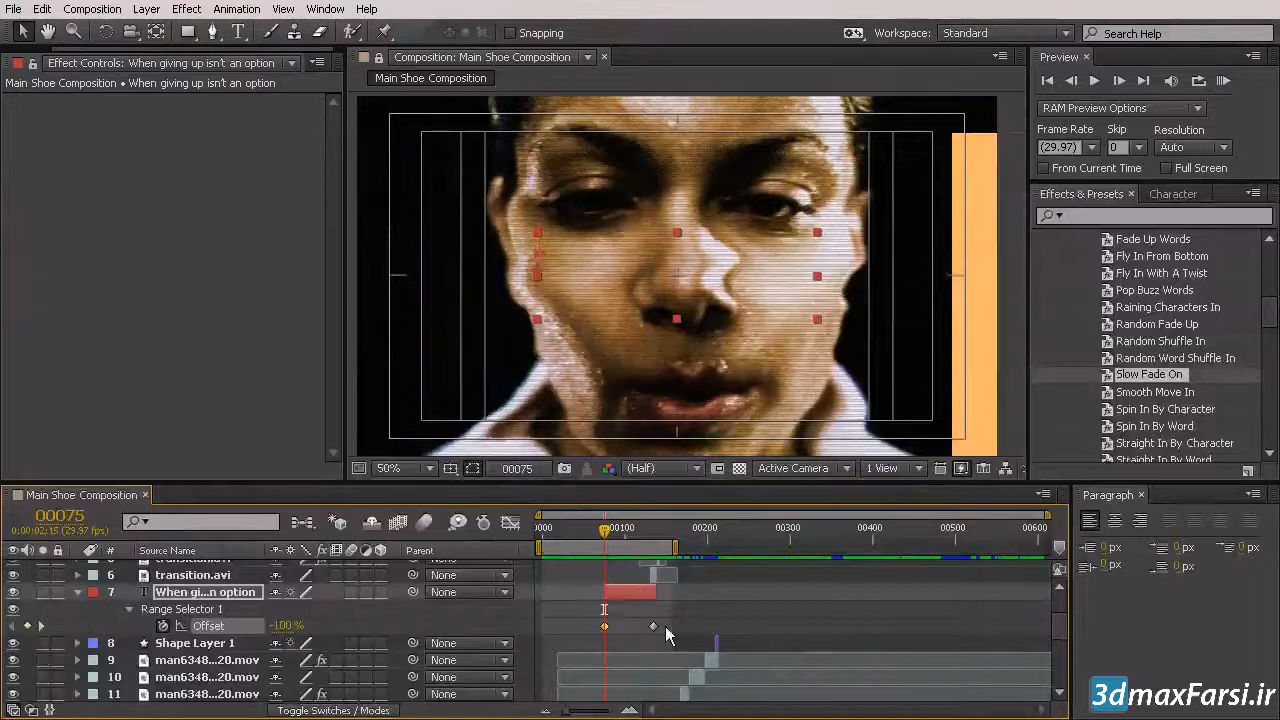 File Edit Composition Layer Effect Animation View Window Help
Snapping
Workspace: Standard
Search Help
Effect Controls: When giving up isn't an option
Main Shoe Composition • When giving up isn't an option
Composition: Main Shoe Composition
Main Shoe Composition
Preview
RAM Preview Options
Frame Rate Skip Resolution
(29.97) 0 Auto
From Current Time Full Screen
Effects & Presets Character
Fade Up Words
Fly In From Bottom
Fly In With A Twist
Pop Buzz Words
Raining Characters In
Random Fade Up
Random Shuffle In
Random Word Shuffle In
Slow Fade On
Smooth Move In
Spin In By Character
Spin In By Word
Straight In By Character
Straight In By Word
50% 00075 (Half) Active Camera 1 View
Main Shoe Composition
00075
0:00:02:15 (29.97 fps)
# Source Name Parent
0000 00100 00200 00300 00400 00500 00600
transition.avi None
6 transition.avi None
7 T When gi...n option None
Range Selector 1
Offset -100 %
8 Shape Layer 1 None
9 man6348...20.mov None
10 man6348...20.mov None
11 man6348...20.mov None
Toggle Switches / Modes
Paragraph
0 px 0 px 0 px
0 px 0 px
3dmaxFarsi.ir